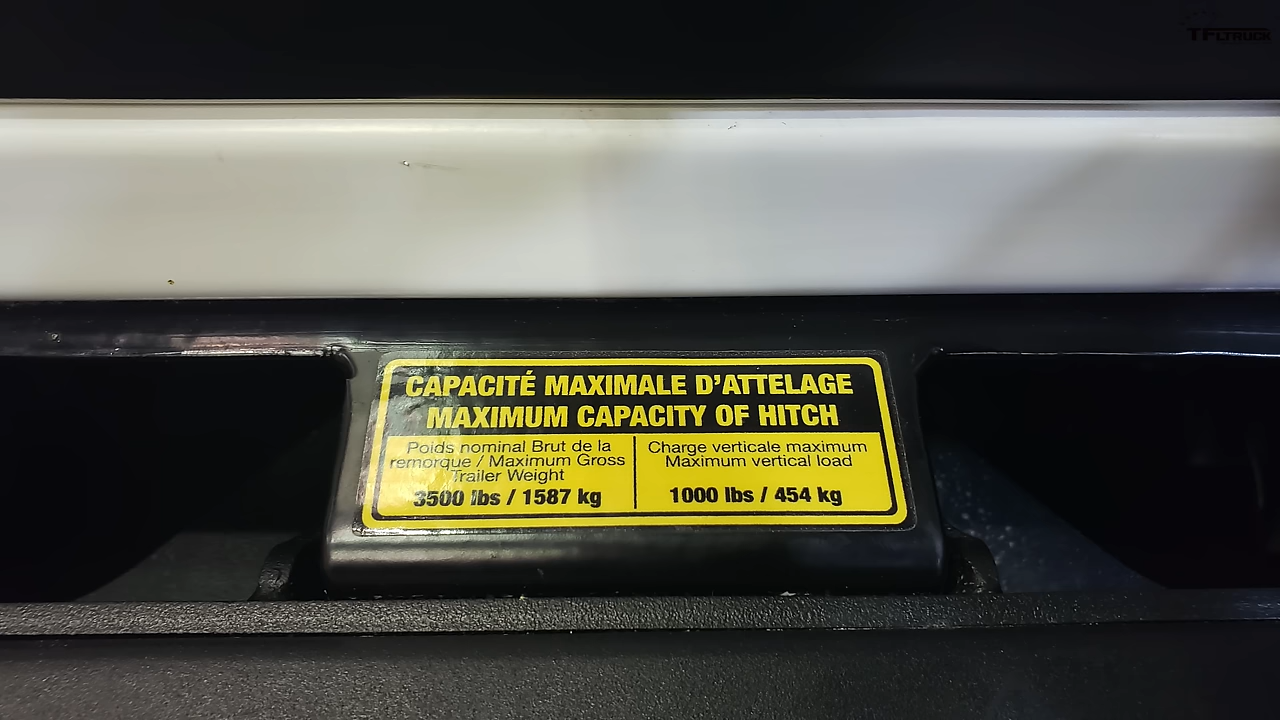 TFLTRUCK
CAPACITÉ MAXIMALE D'ATTELAGE
MAXIMUM CAPACITY OF HITCH
Poids nominal Brut de la
remorque / Maximum Gross
Trailer Weight
3500 lbs / 1587 kg
Charge verticale maximum
Maximum vertical load
1000 lbs / 454 kg